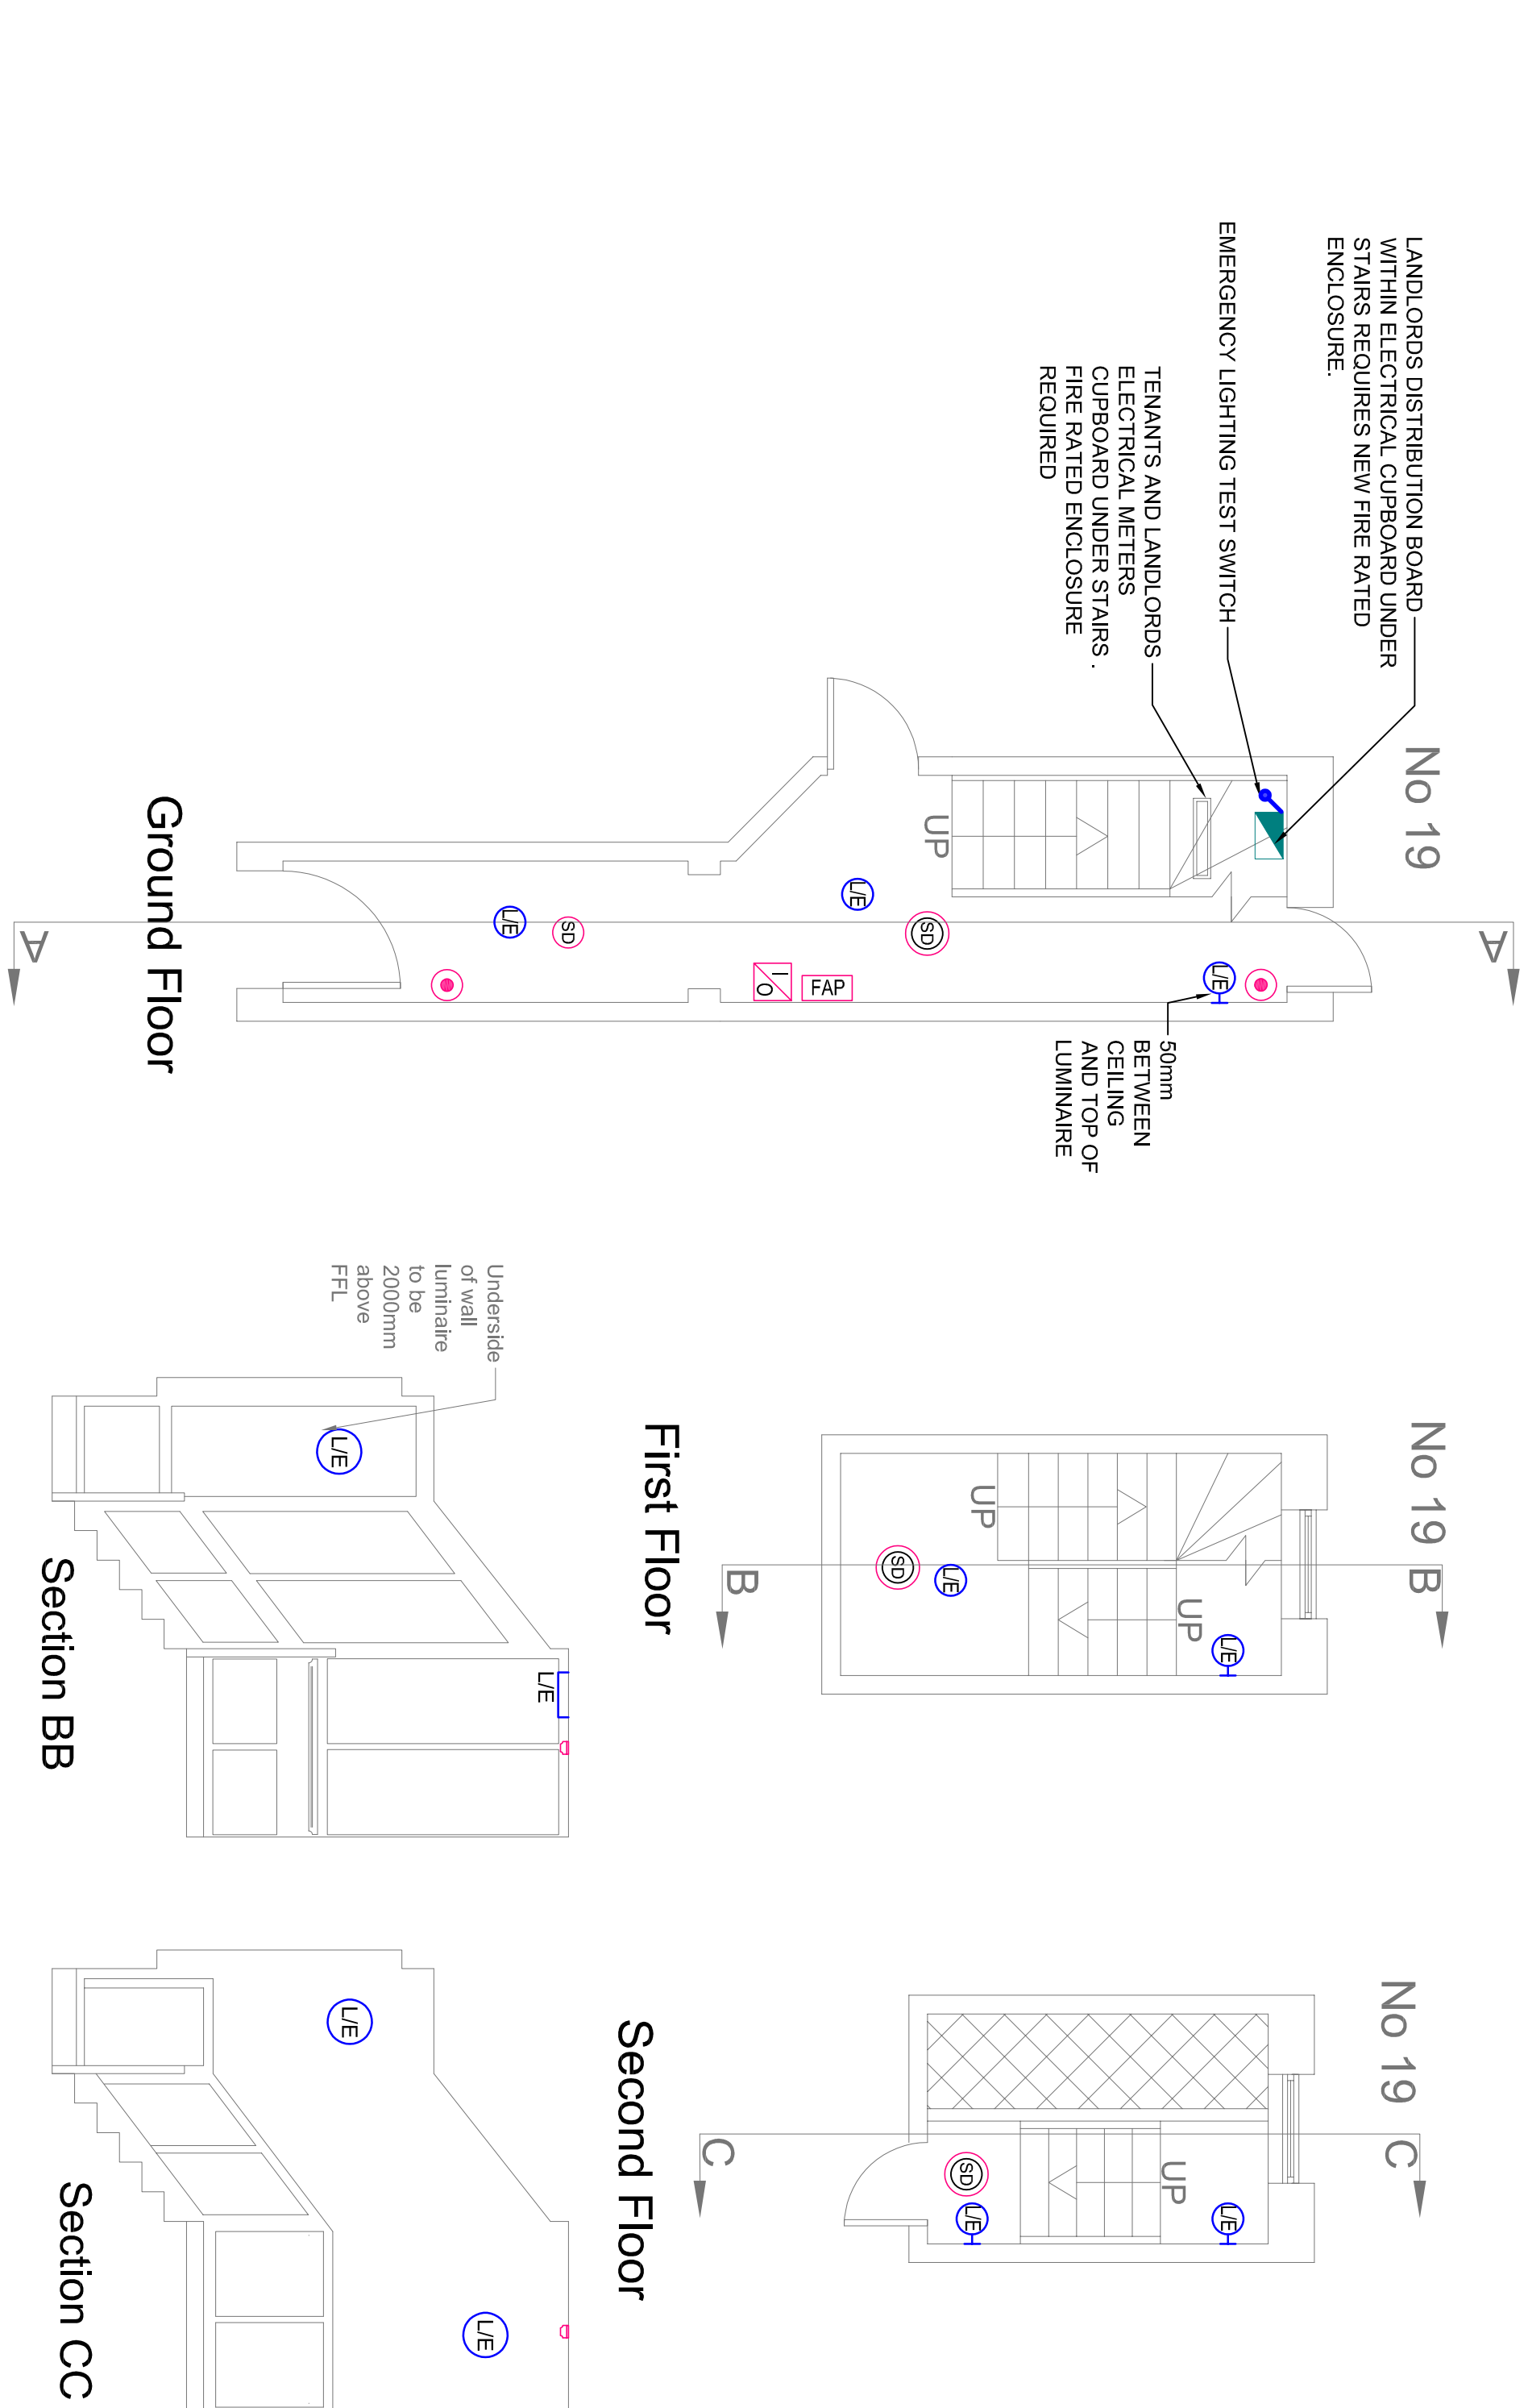 No 19
LANDLORDS DISTRIBUTION BOARD
WITHIN ELECTRICAL CUPBOARD UNDER
STAIRS REQUIRES NEW FIRE RATED
ENCLOSURE.
EMERGENCY LIGHTING TEST SWITCH
TENANTS AND LANDLORDS
ELECTRICAL METERS
CUPBOARD UNDER STAIRS .
FIRE RATED ENCLOSURE
REQUIRED
UP
A
A
L/E
L/E
L/E
SD
SD
I
O
FAP
50mm
BETWEEN
CEILING
AND TOP OF
LUMINAIRE
Ground Floor
No 19
B
B
UP
UP
SD
L/E
L/E
First Floor
Underside
of wall
luminaire
to be
2000mm
above
FFL
L/E
L/E
Section BB
No 19
C
C
UP
SD
L/E
L/E
Second Floor
L/E
L/E
Section CC